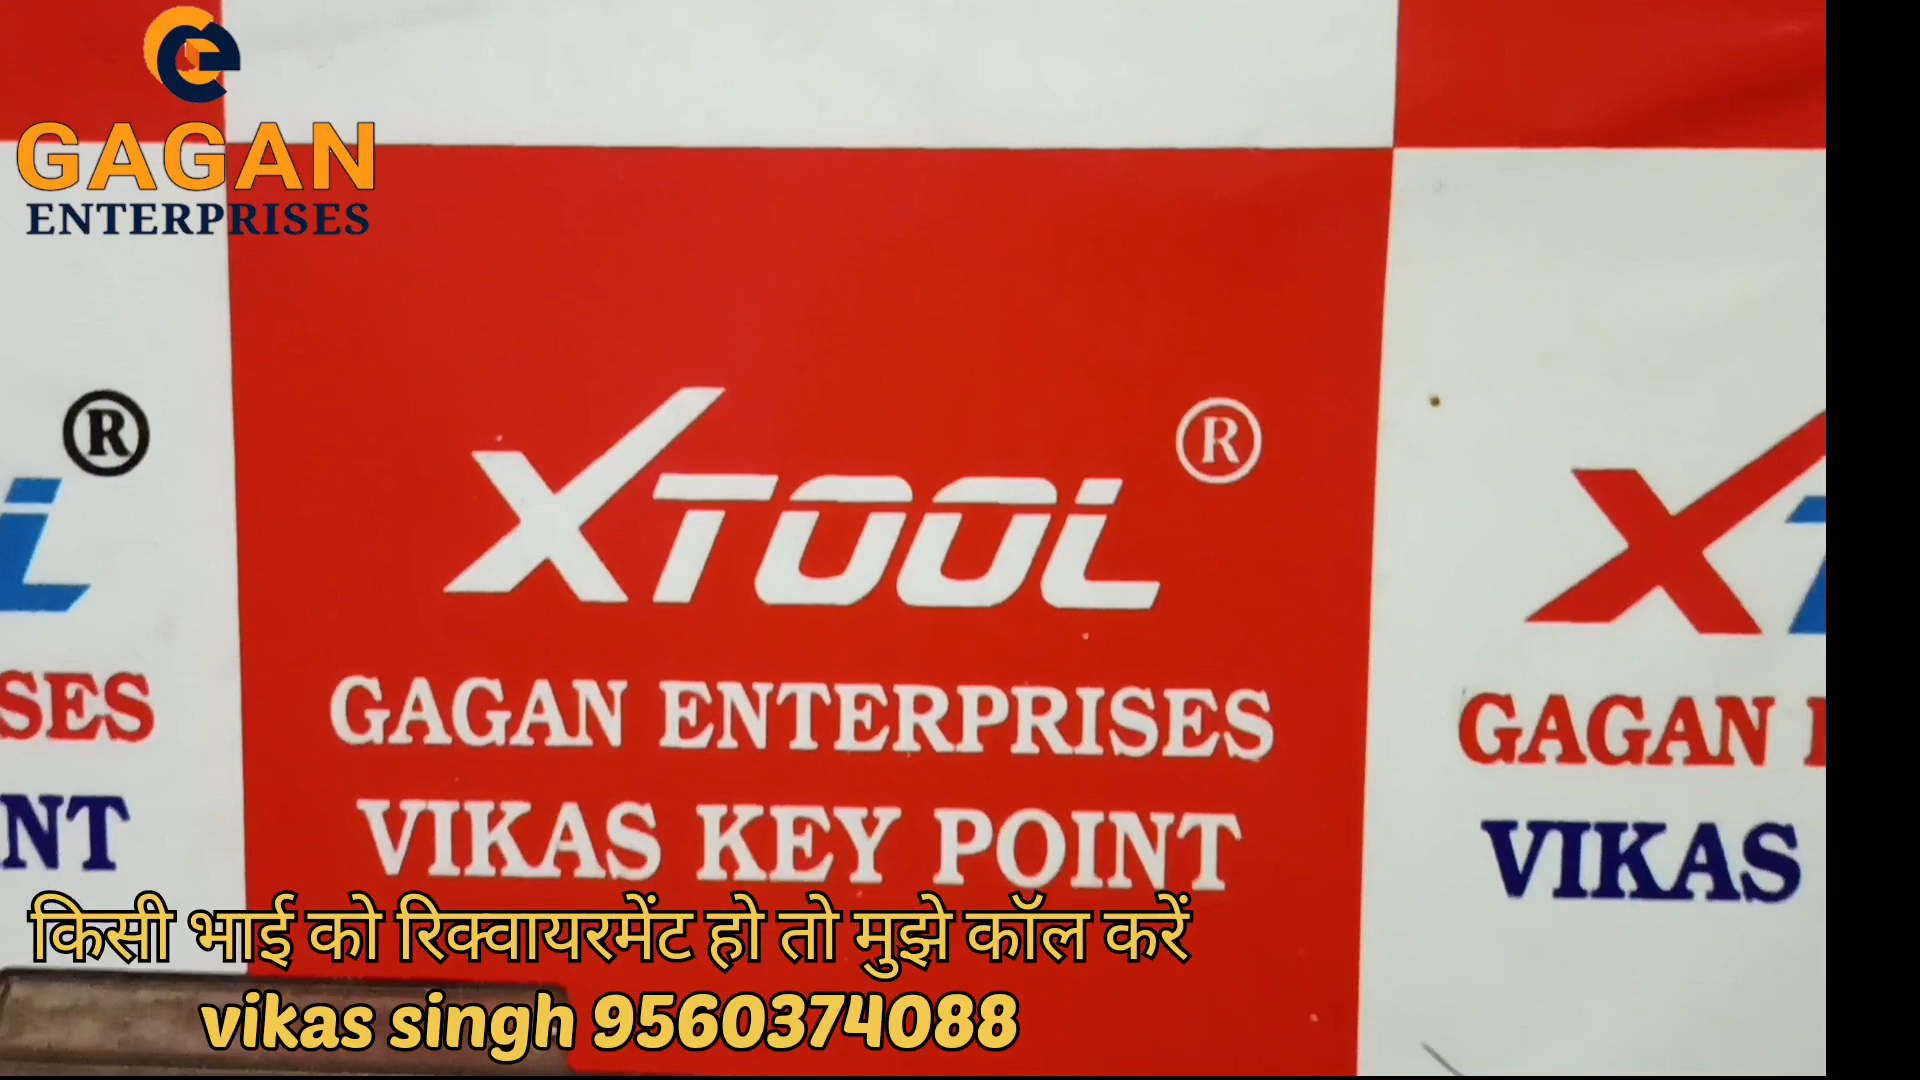 GAGAN
ENTERPRISES
®
XTOOL ®
SES
GAGAN ENTERPRISES
GAGAN
NT
VIKAS KEY POINT
VIKAS
किसी भाई को रिक्वायरमेंट हो तो मुझे कॉल करें
vikas singh 9560374088